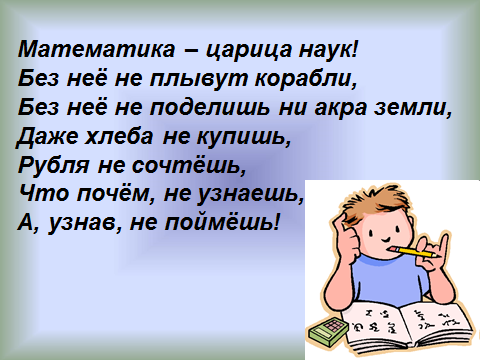 Математика – царица наук!
Без неё не плывут корабли,
Без неё не поделишь ни акра земли,
Даже хлеба не купишь,
Рубля не сочтёшь,
Что почём, не узнаешь,
А, узнав, не поймёшь!